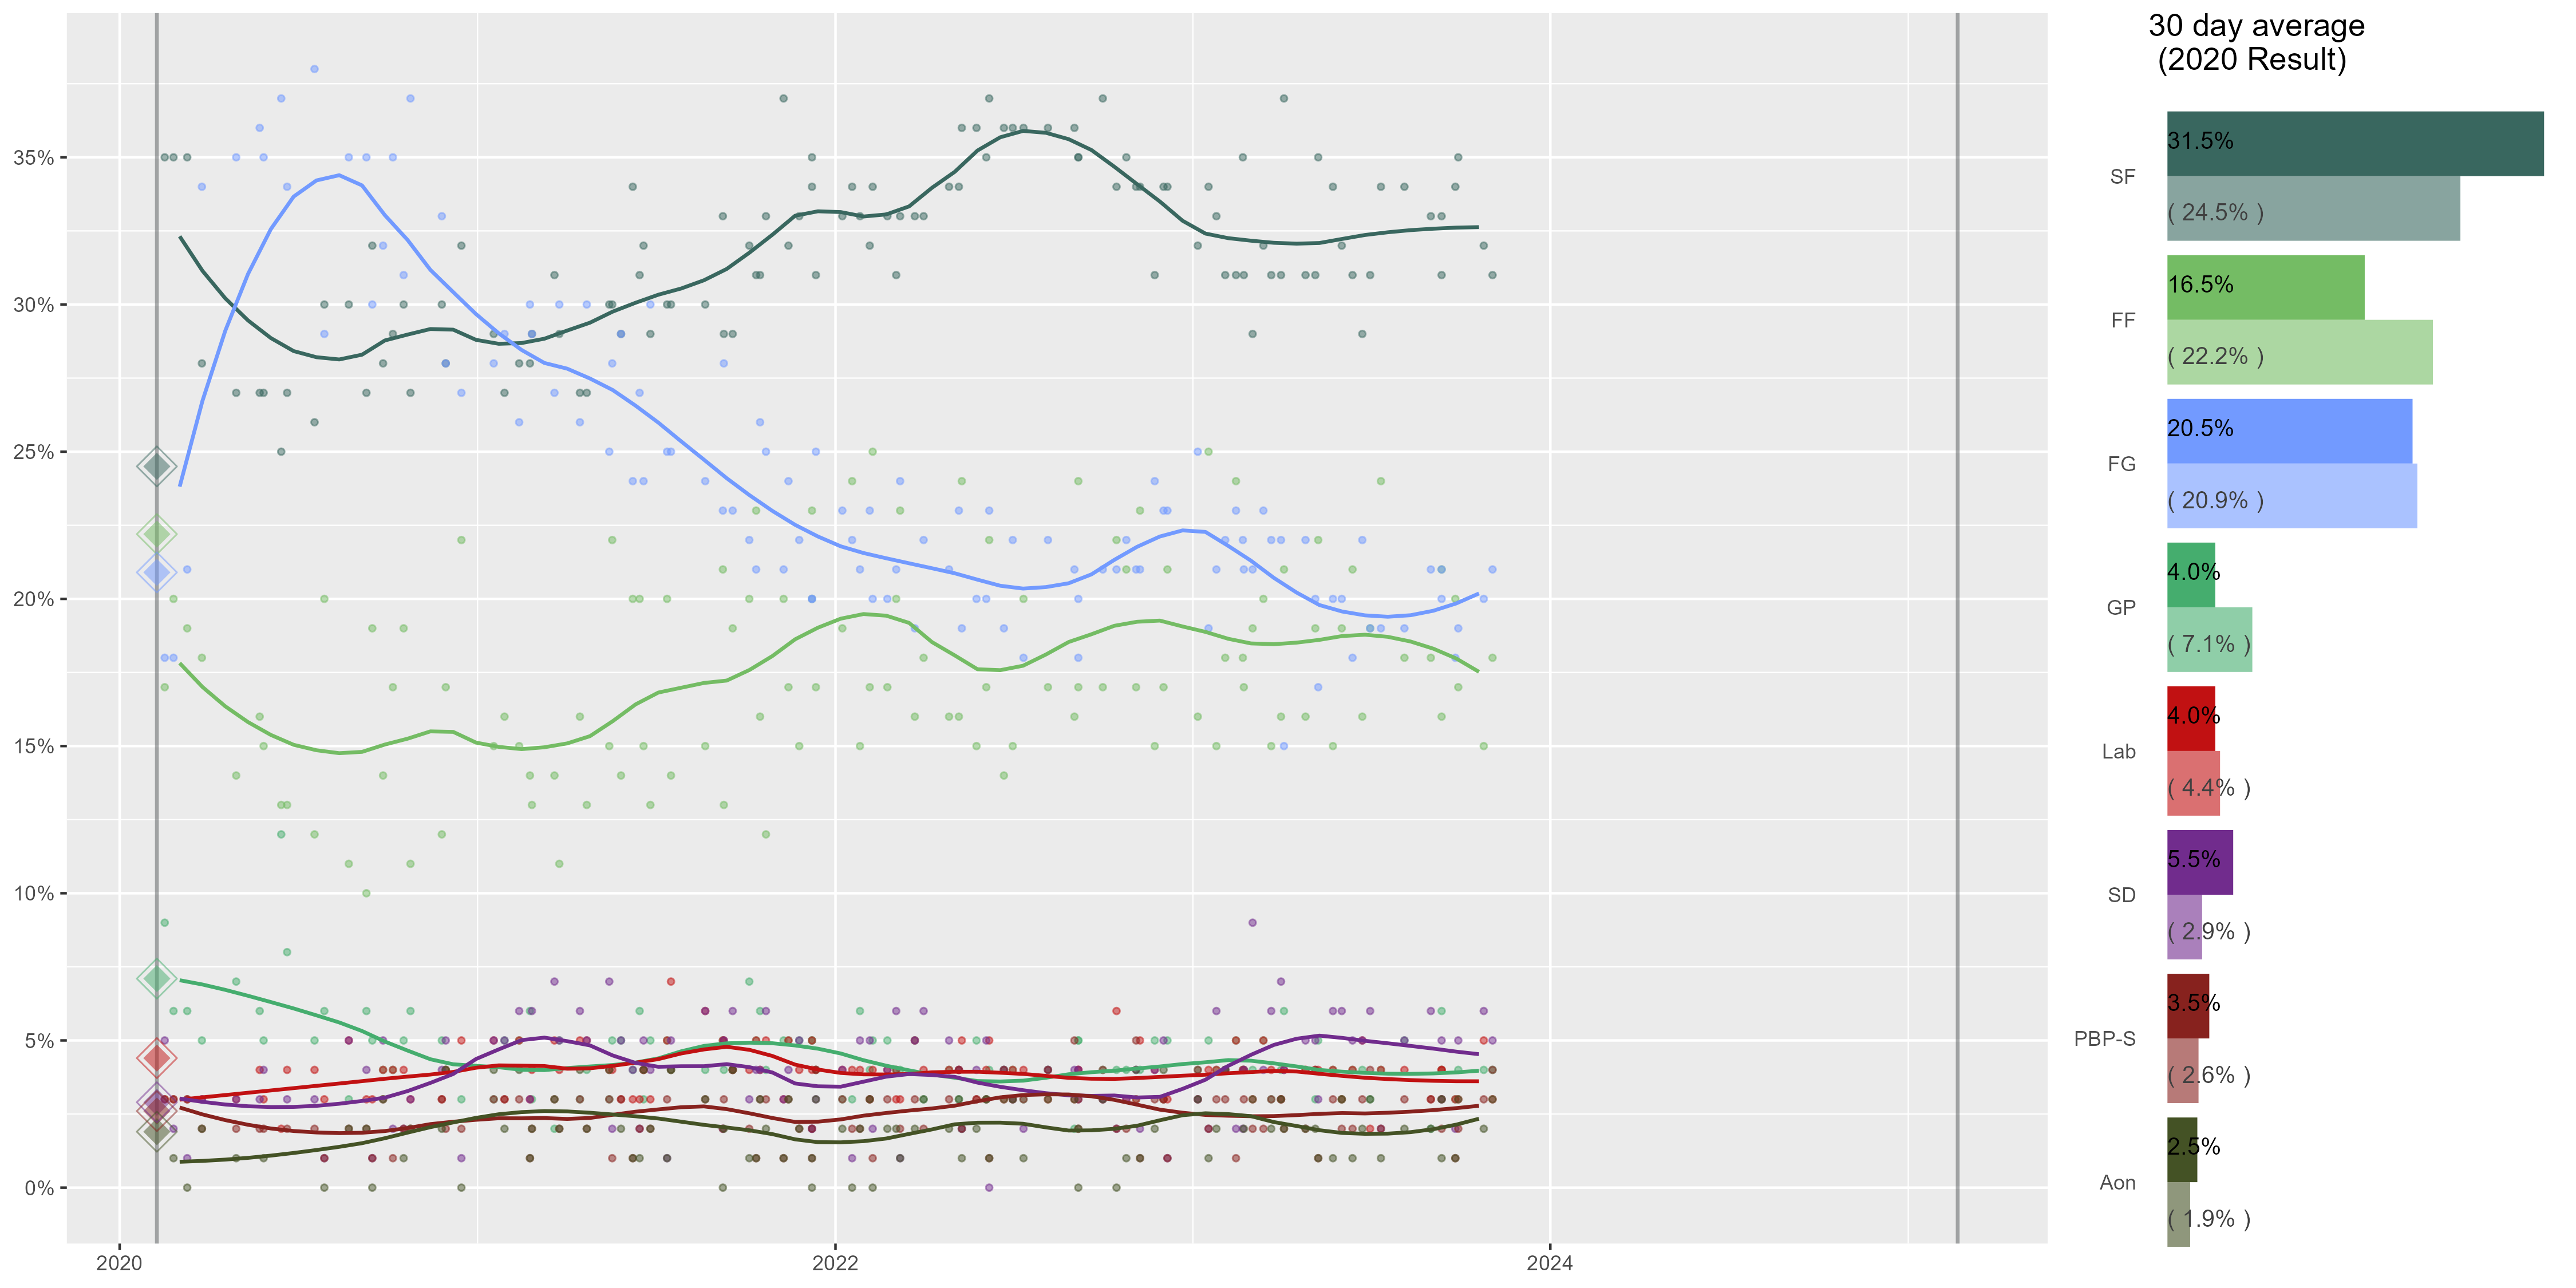 30 day average
(2020 Result)
35%
30%
25%
20%
15%
10%
5%
0%
2020
2022
2024
SF
31.5%
( 24.5% )
FF
16.5%
( 22.2% )
FG
20.5%
( 20.9% )
GP
4.0%
( 7.1% )
Lab
4.0%
( 4.4% )
SD
5.5%
( 2.9% )
PBP-S
3.5%
( 2.6% )
Aon
2.5%
( 1.9% )